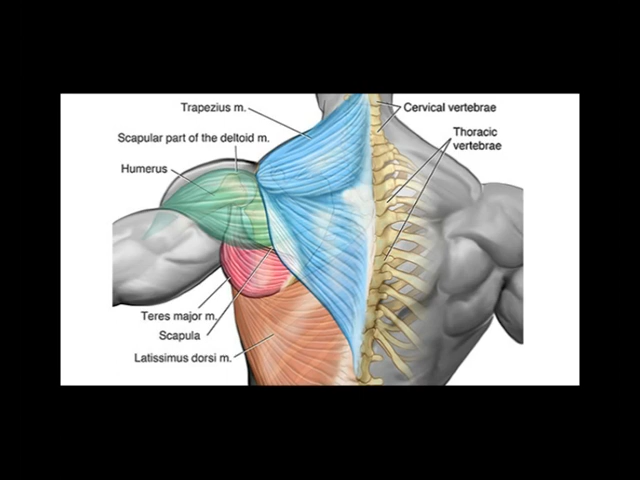 Trapezius m.
Cervical vertebrae
Scapular part of the deltoid m.
Thoracic
vertebrae
Humerus
Teres major m.
Scapula
Latissimus dorsi m.